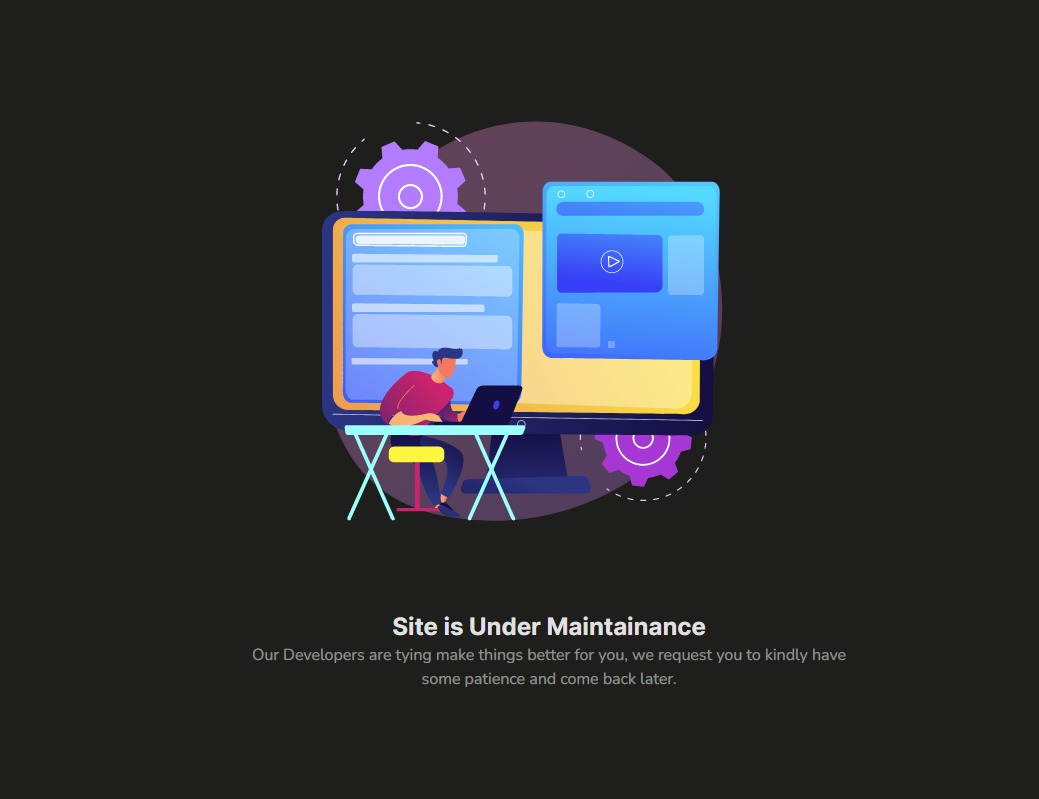 Site is Under Maintainance
Our Developers are tying make things better for you, we request you to kindly have
some patience and come back later.